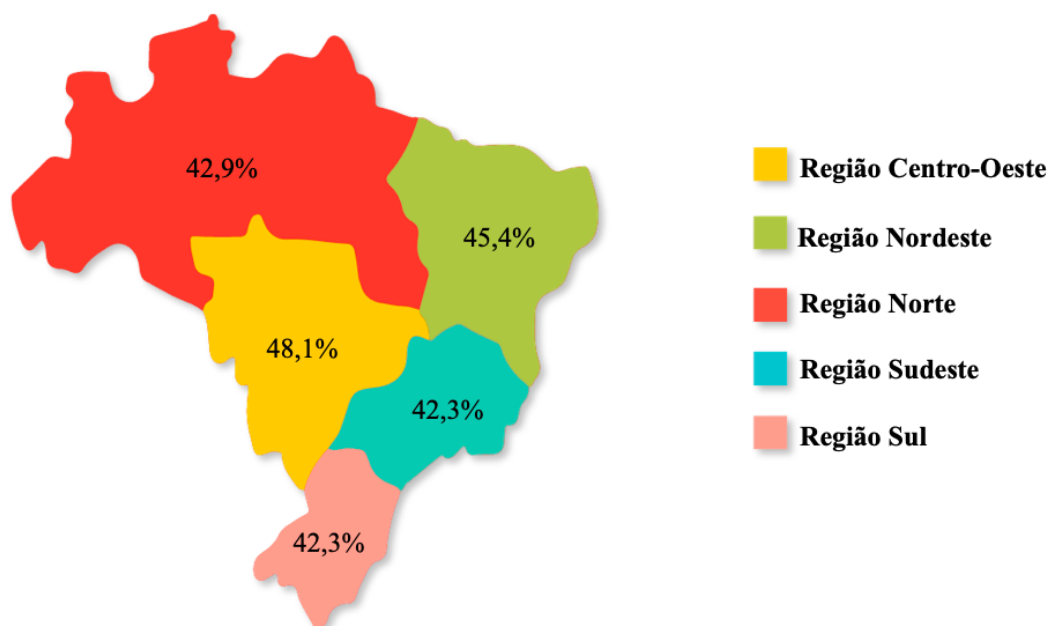 42,9%
45,4%
48,1%
42,3%
42,3%
Região Centro-Oeste
Região Nordeste
Região Norte
Região Sudeste
Região Sul